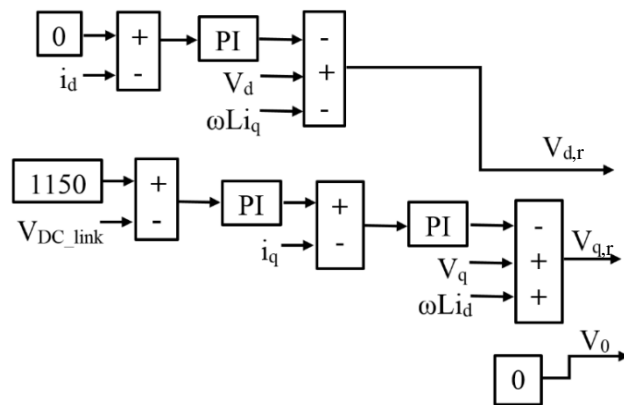 0 + PI -
i_d - V_d +
ωLi_q -
V_d,r
1150 + PI + PI -
V_DC_link - i_q - V_q + V_q,r
ωLi_d +
0 V_0